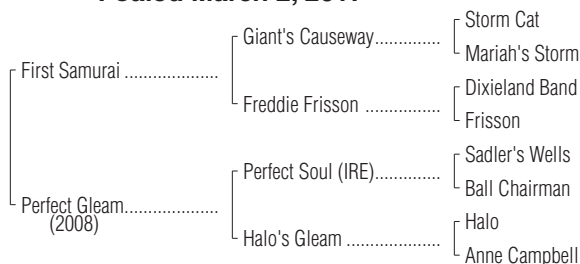 Foaled March 2, 2017
Storm Cat
Giant's Causeway..............
Mariah's Storm
First Samurai ....................
Dixieland Band
Freddie Frisson ................
Frisson
Sadler's Wells
Perfect Soul (IRE)..............
Ball Chairman
Perfect Gleam....................
(2008)
Halo
Halo's Gleam ....................
Anne Campbell